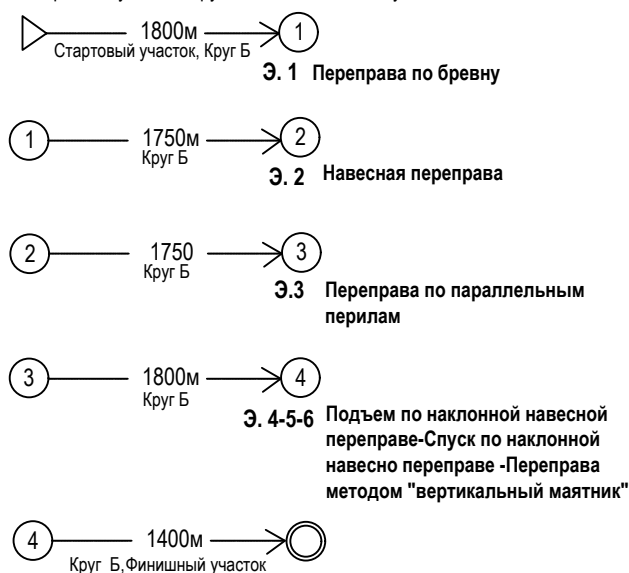 1800м
1
Стартовый участок, Круг Б
Э. 1 Переправа по бревну
1 1750м 2
Круг Б
Э. 2 Навесная переправа
2 1750 3
Круг Б
Э.3 Переправа по параллельным
перилам
3 1800м 4
Круг Б
Э. 4-5-6 Подъем по наклонной навесной
переправе-Спуск по наклонной
навесно переправе -Переправа
методом "вертикальный маятник"
4 1400м
Круг Б,Финишный участок